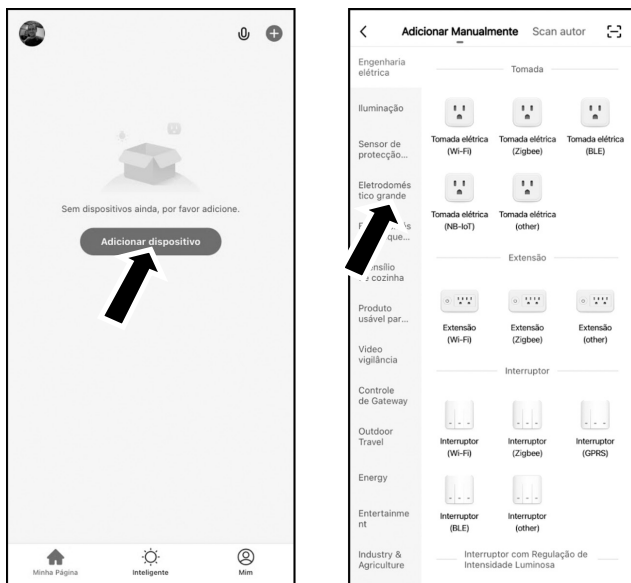 Sem dispositivos ainda, por favor adicione.
Adicionar dispositivo
Minha Página
Inteligente
Mim
Adicionar Manualmente
Scan autor
Engenharia
elétrica
Iluminação
Sensor de
protecção...
Eletrodomés
tico grande
que...
cozinha
Produto
usável par...
Video
vigilância
Controle
de Gateway
Outdoor
Travel
Energy
Entertainme
nt
Industry &
Agriculture
Tomada
Tomada elétrica
(Wi-Fi)
Tomada elétrica
(Zigbee)
Tomada elétrica
(BLE)
Tomada elétrica
(NB-IoT)
Tomada elétrica
(other)
Extensão
Extensão
(Wi-Fi)
Extensão
(Zigbee)
Extensão
(other)
Interruptor
Interruptor
(Wi-Fi)
Interruptor
(Zigbee)
Interruptor
(GPRS)
Interruptor
(BLE)
Interruptor
(other)
Interruptor com Regulação de
Intensidade Luminosa